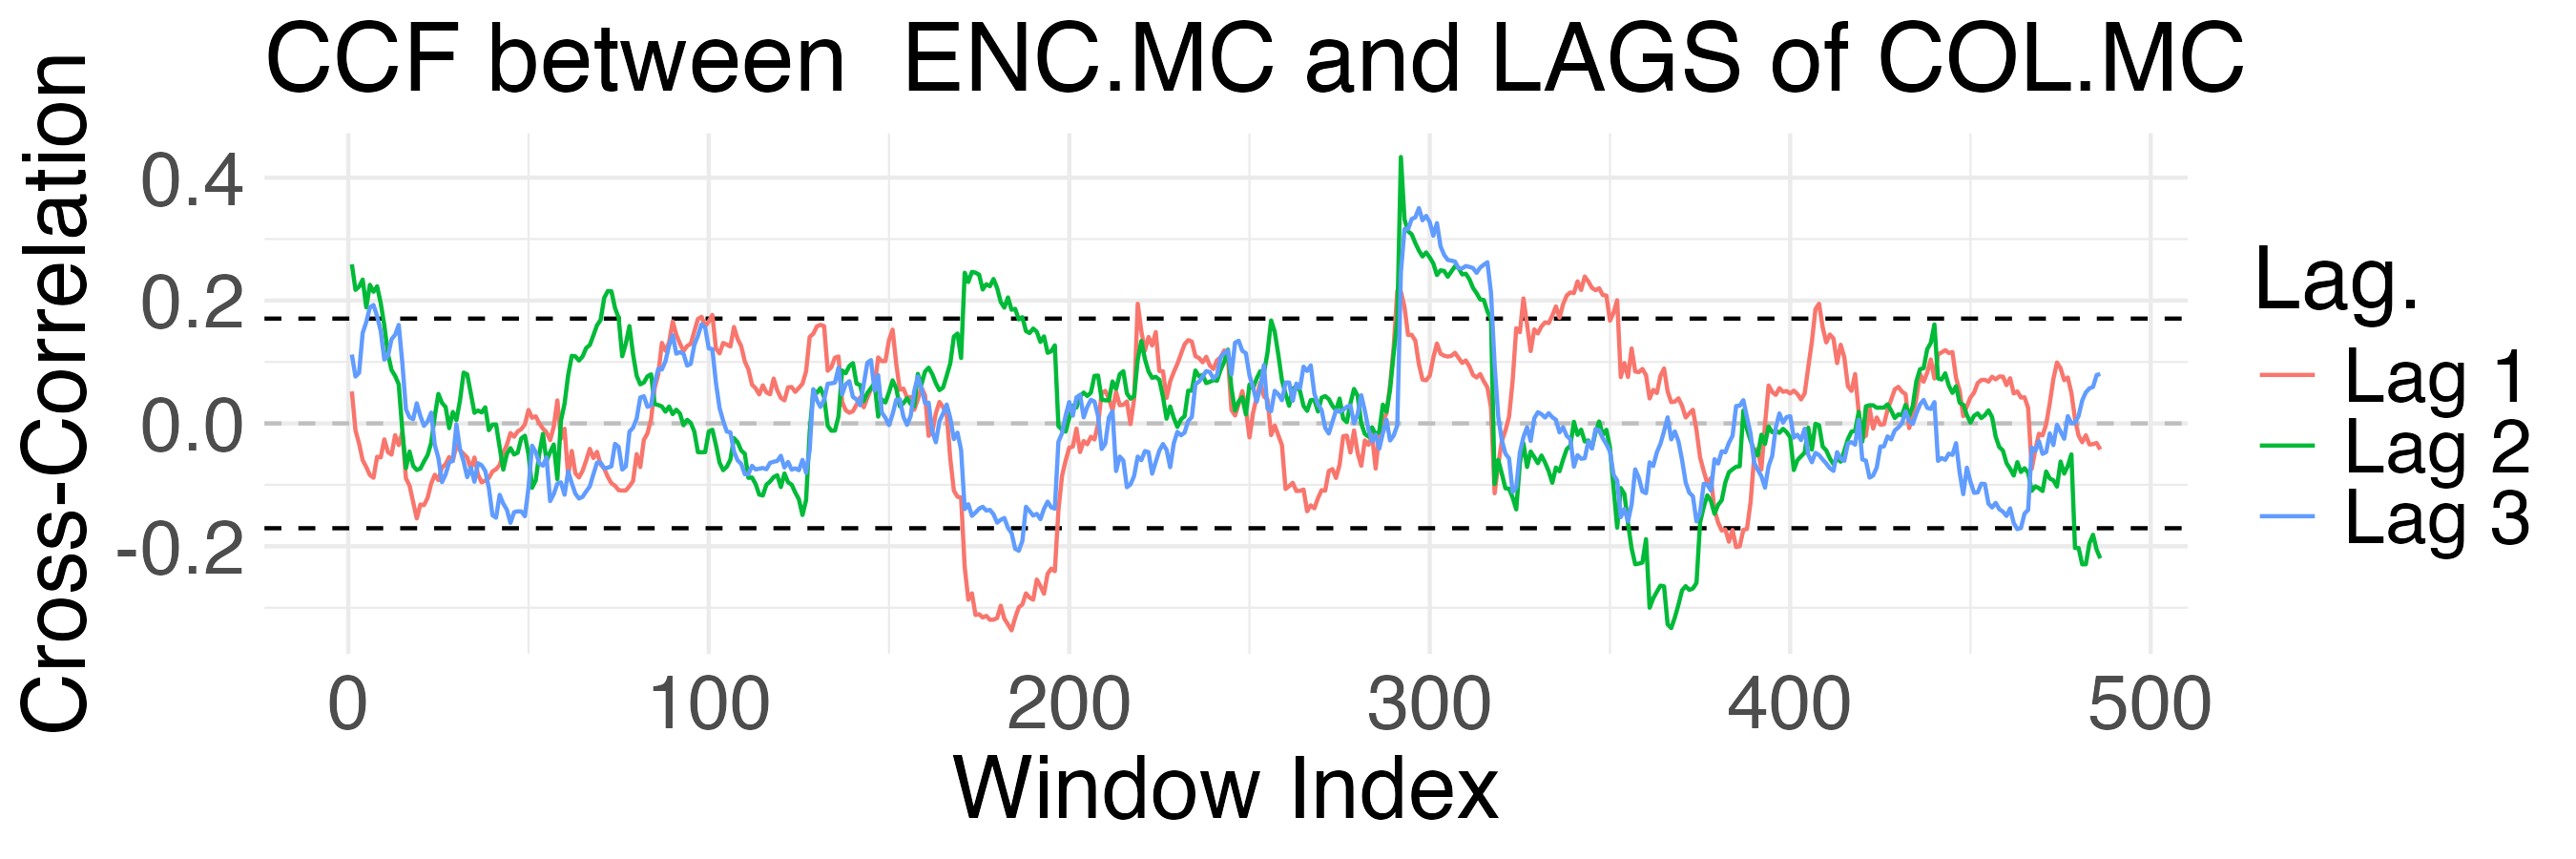 CCF between  ENC.MC and LAGS of COL.MC
Cross-Correlation
0.4
0.2
0.0
-0.2
0
100
200
300
400
500
Window Index
Lag.
Lag 1
Lag 2
Lag 3